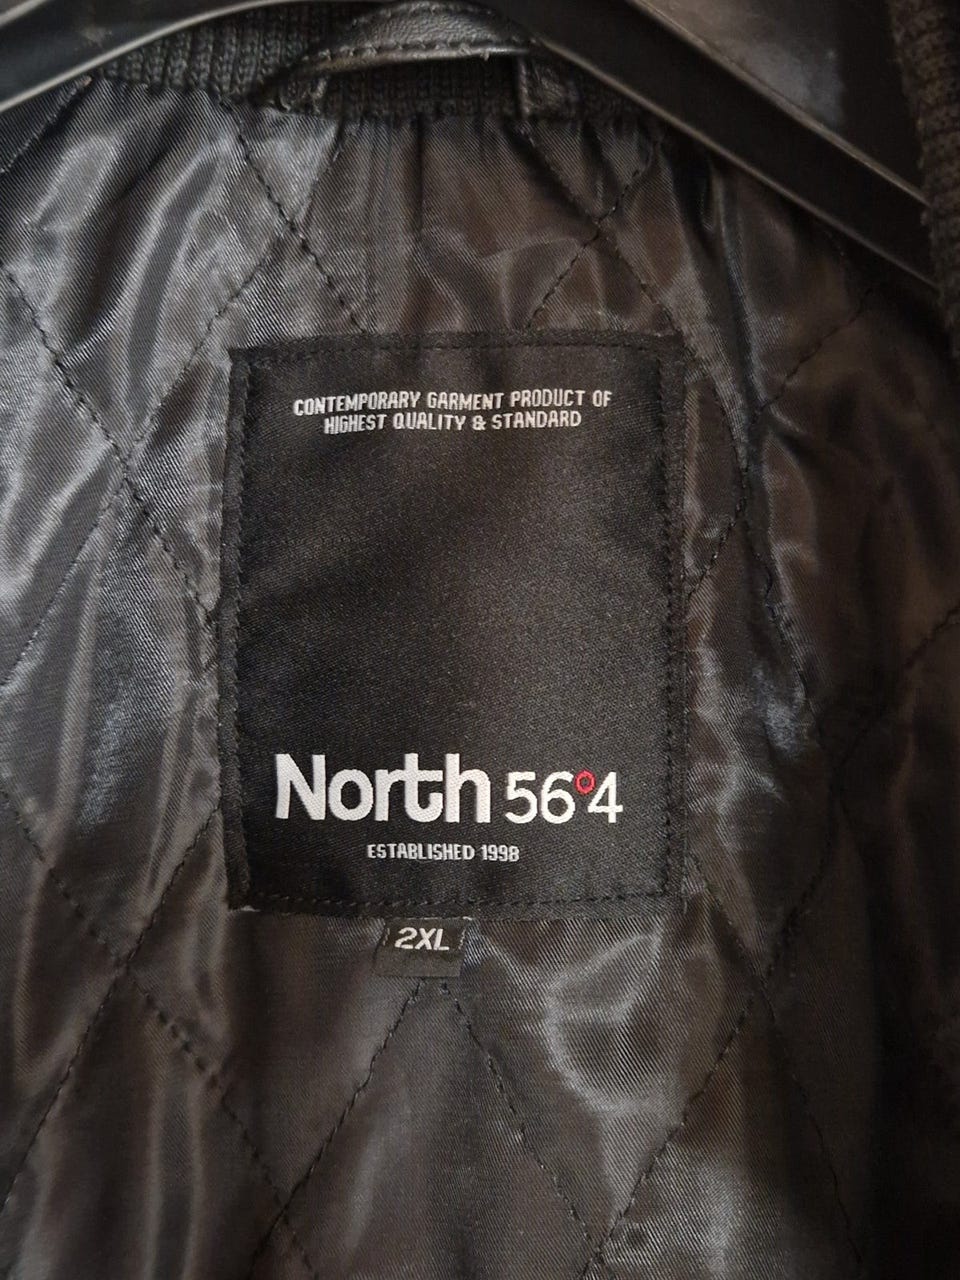 CONTEMPORARY GARMENT PRODUCT OF
HIGHEST QUALITY & STANDARD
North 56°4
ESTABLISHED 1998
2XL